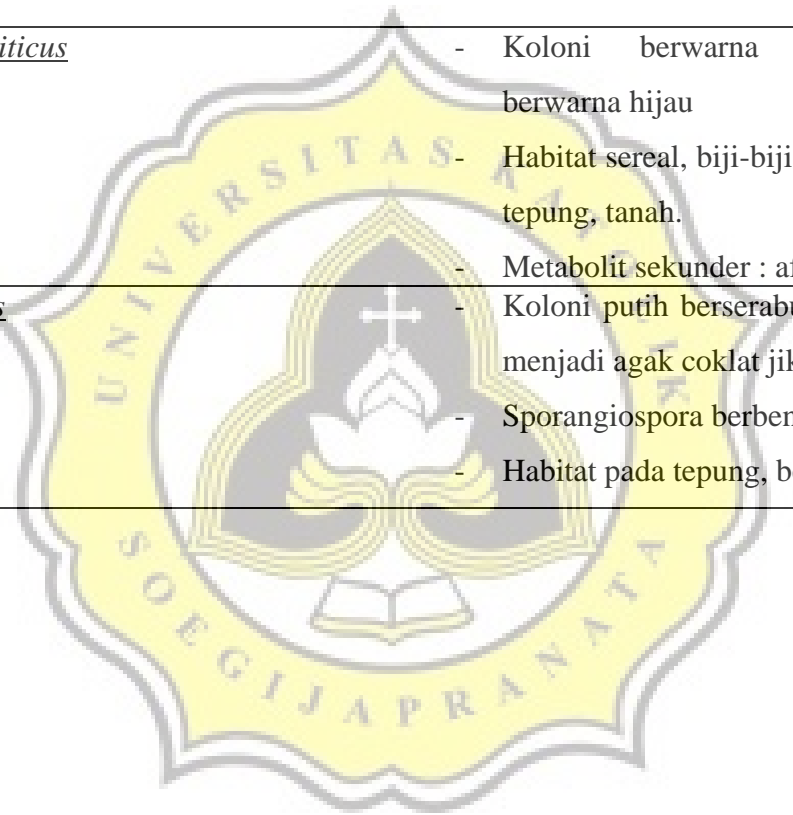 iticus
- Koloni berwarna
berwarna hijau
- Habitat sereal, biji-biji
tepung, tanah.
- Metabolit sekunder : af
s
- Koloni putih berserabu
menjadi agak coklat jik
- Sporangiospora berben
- Habitat pada tepung, b
UNIVERSITAS KATOLIK
SOEGIJAPRANATA